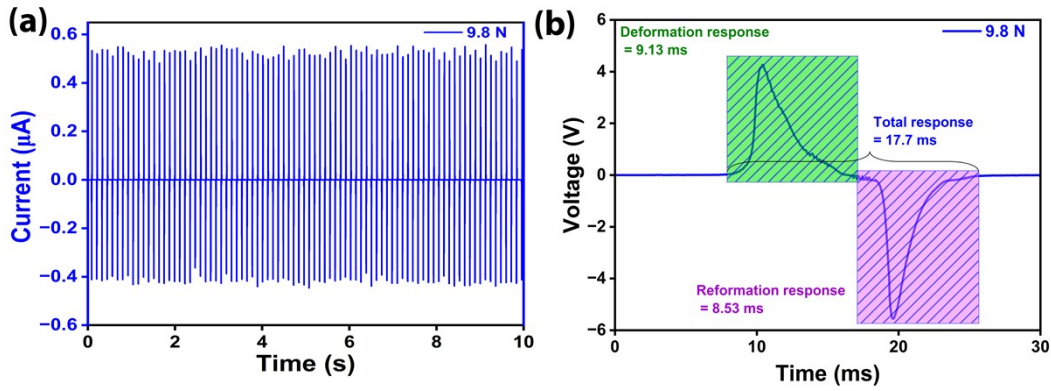 (a)
9.8 N
Current (µA)
0.6
0.4
0.2
0.0
−0.2
−0.4
−0.6
0
2
4
6
8
10
Time (s)
(b)
9.8 N
Deformation response
= 9.13 ms
Total response
= 17.7 ms
Reformation response
= 8.53 ms
Voltage (V)
6
4
2
0
−2
−4
−6
0
10
20
30
Time (ms)